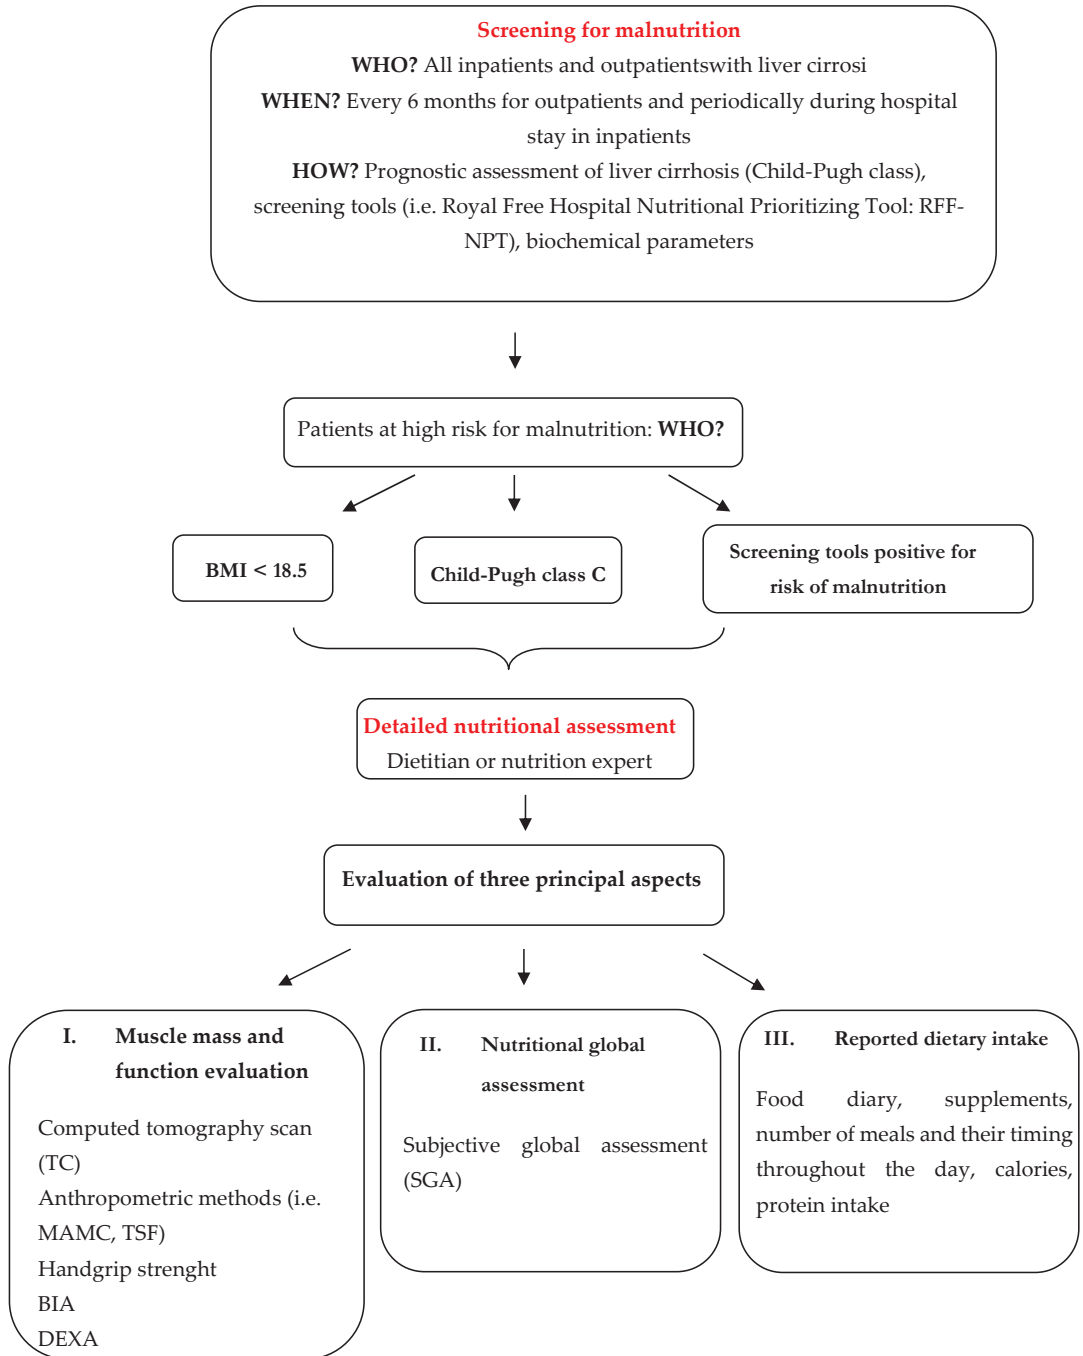 Screening for malnutrition
WHO? All inpatients and outpatientswith liver cirrosi
WHEN? Every 6 months for outpatients and periodically during hospital
stay in inpatients
HOW? Prognostic assessment of liver cirrhosis (Child-Pugh class),
screening tools (i.e. Royal Free Hospital Nutritional Prioritizing Tool: RFF-
NPT), biochemical parameters
Patients at high risk for malnutrition: WHO?
BMI < 18.5
Child-Pugh class C
Screening tools positive for
risk of malnutrition
Detailed nutritional assessment
Dietitian or nutrition expert
Evaluation of three principal aspects
I. Muscle mass and
function evaluation
Computed tomography scan
(TC)
Anthropometric methods (i.e.
MAMC, TSF)
Handgrip strenght
BIA
DEXA
II. Nutritional global
assessment
Subjective global assessment
(SGA)
III. Reported dietary intake
Food diary, supplements,
number of meals and their timing
throughout the day, calories,
protein intake